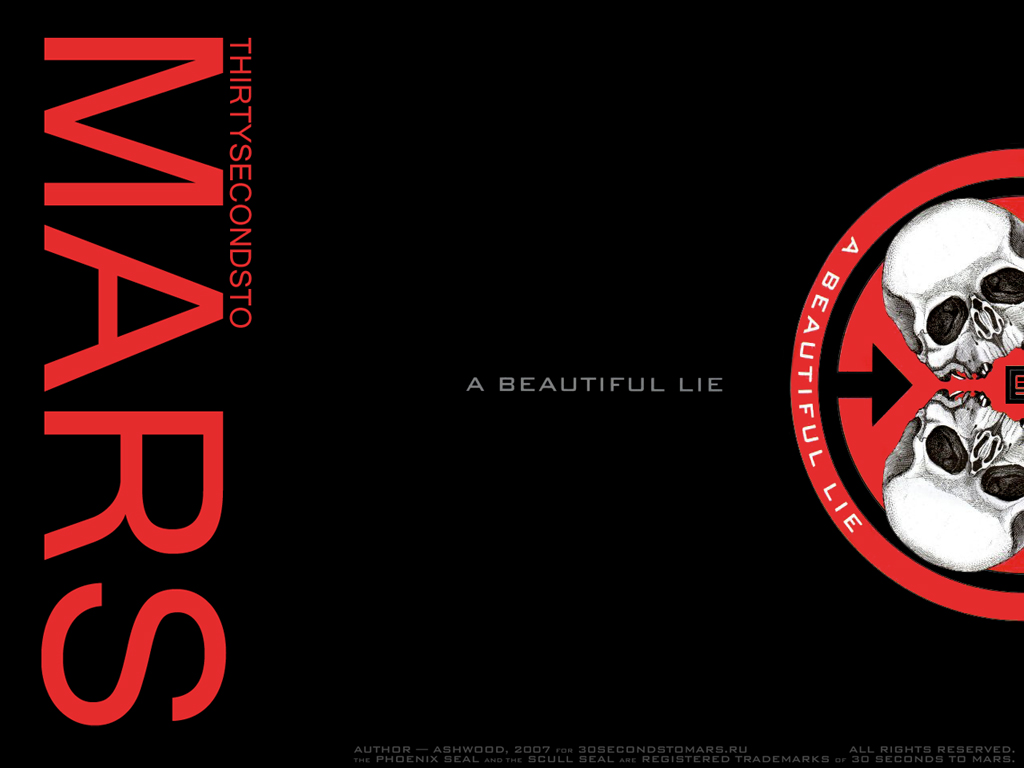 THIRTYSECONDSTO
MARS
A BEAUTIFUL LIE
A BEAUTIFUL LIE
AUTHOR — ASHWOOD, 2007 FOR 30SECONDSTOMARS.RU
ALL RIGHTS RESERVED.
THE PHOENIX SEAL AND THE SCULL SEAL ARE REGISTERED TRADEMARKS OF 30 SECONDS TO MARS.